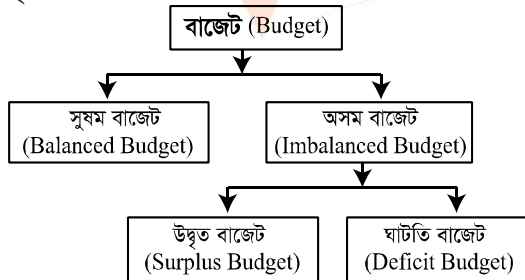 বাজেট (Budget)
সুষম বাজেট
(Balanced Budget)
অসম বাজেট
(Imbalanced Budget)
উদ্বৃত বাজেট
(Surplus Budget)
ঘাটতি বাজেট
(Deficit Budget)